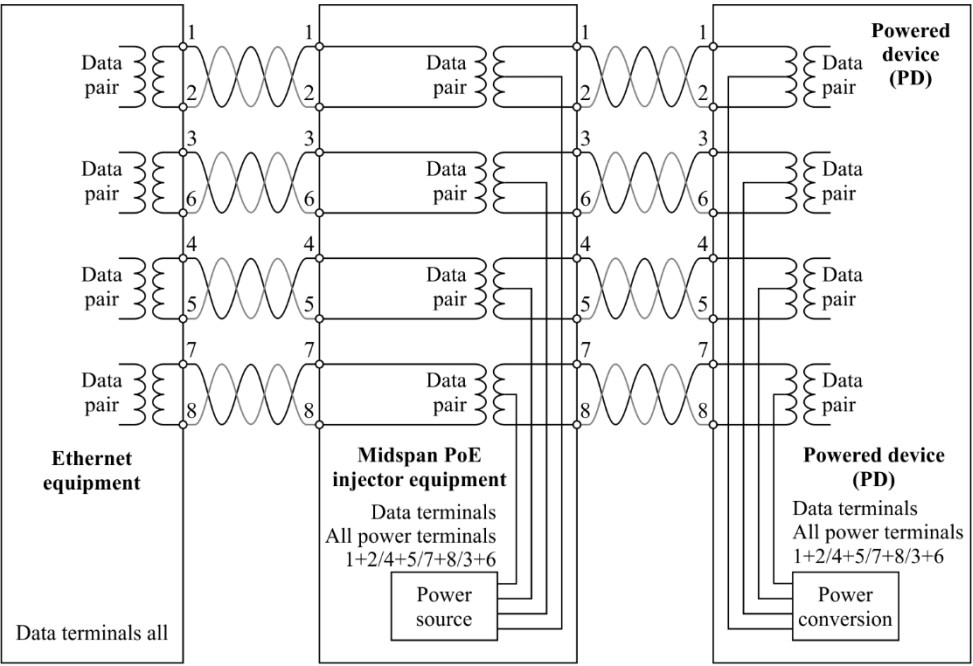 1
1
1
1
Data
pair
Data
pair
Data
pair
Powered
device
(PD)
2
2
2
2
3
3
3
3
Data
pair
Data
pair
Data
pair
6
6
6
6
4
4
4
4
Data
pair
Data
pair
Data
pair
5
5
5
5
7
7
7
7
Data
pair
Data
pair
Data
pair
8
8
8
8
Ethernet
equipment
Data terminals all
Midspan PoE
injector equipment
Data terminals
All power terminals
1+2/4+5/7+8/3+6
Power
source
Powered device
(PD)
Data terminals
All power terminals
1+2/4+5/7+8/3+6
Power
conversion